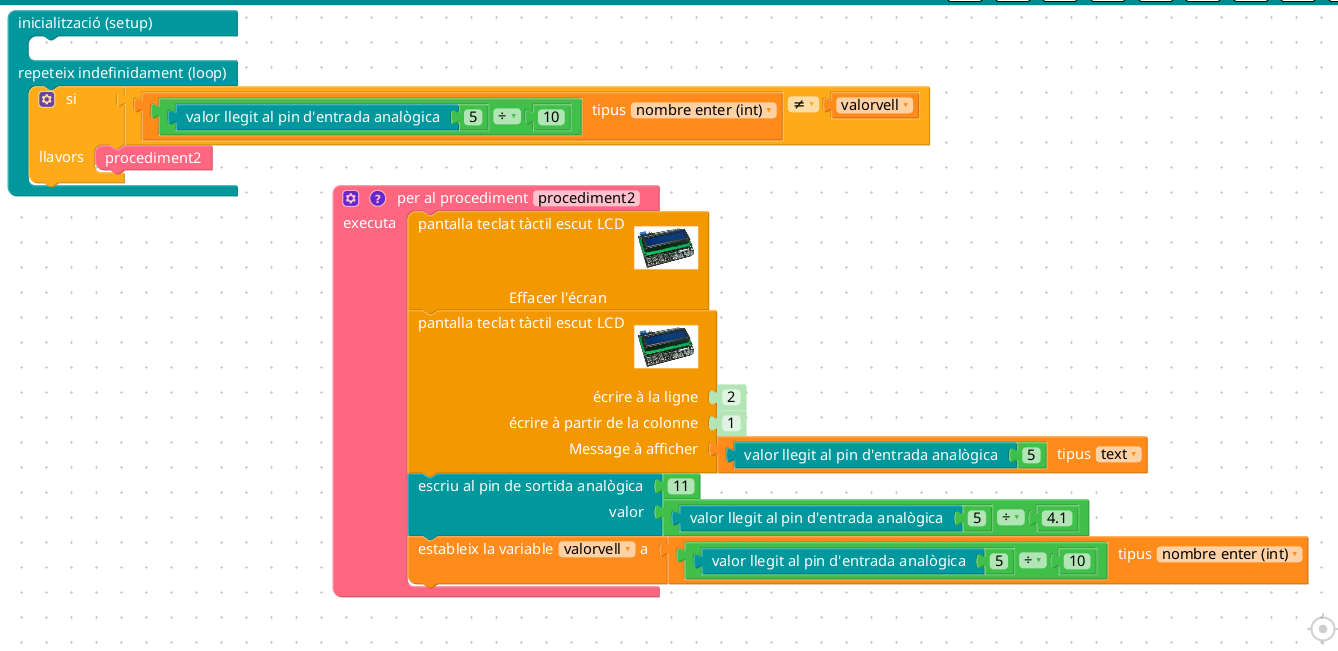 inicialització (setup)
repeteix indefinidament (loop)
si valor llegit al pin d'entrada analògica 5 ÷ 10 tipus nombre enter (int) ≠ valorvell
llavors procediment2
? per al procediment procediment2
executa pantalla teclat tàctil escut LCD
Effacer l'écran
pantalla teclat tàctil escut LCD
écrire à la ligne 2
écrire à partir de la colonne 1
Message à afficher valor llegit al pin d'entrada analògica 5 tipus text
escriu al pin de sortida analògica 11
valor valor llegit al pin d'entrada analògica 5 ÷ 4.1
estableix la variable valorvell a valor llegit al pin d'entrada analògica 5 ÷ 10 tipus nombre enter (int)